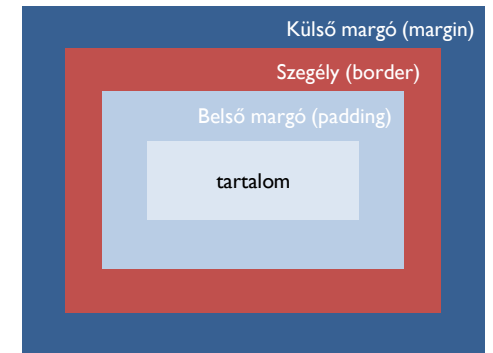 Külső margó (margin)
Szegély (border)
Belső margó (padding)
tartalom